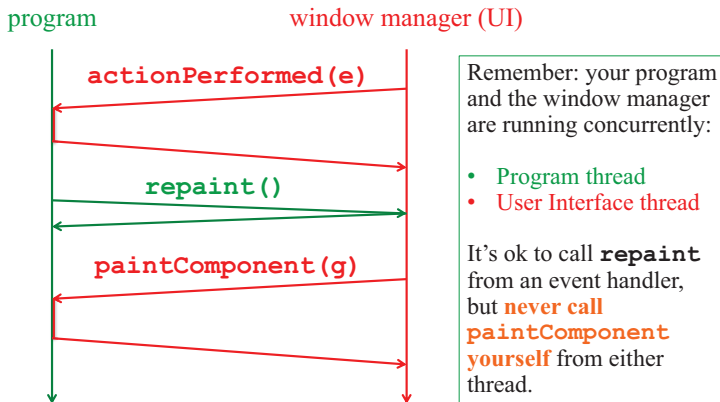 program
window manager (UI)
actionPerformed(e)
repaint()
paintComponent(g)
Remember: your program
and the window manager
are running concurrently:
• Program thread
• User Interface thread
It's ok to call repaint
from an event handler,
but never call
paintComponent
yourself from either
thread.